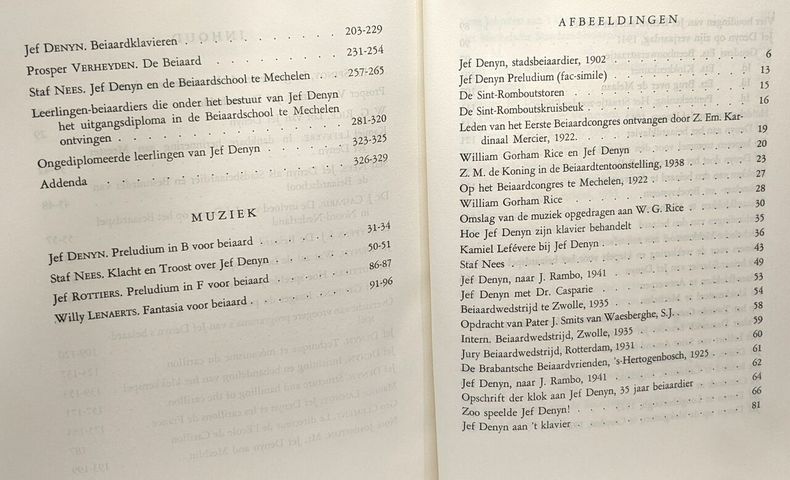 Jef DENYN. Beiaardklavieren . . . . . . . . . . 203-229
Prosper VERHEYDEN. De Beiaard . . . . . . . . . 231-254
Staf NEES. Jef Denyn en de Beiaardschool te Mechelen . 257-265
Leerlingen-beiaardiers die onder het bestuur van Jef Denyn
het uitgangsdiploma in de Beiaardschool te Mechelen
ontvingen . . . . . . . . . . . . 281-320
Ongediplomeerde leerlingen van Jef Denyn . . . . . 323-325
Addenda . . . . . . . . . . . . . 326-329
MUZIEK
Jef DENYN. Preludium in B voor beiaard . . . . . . 31-34
Staf NEES. Klacht en Troost over Jef Denyn . . . . . 50-51
Jef ROTTIERS. Preludium in F voor beiaard . . . . . 86-87
Willy LENAERTS. Fantasia voor beiaard . . . . . . . 91-96
AFBEELDINGEN
Jef Denyn, stadsbeiaardier, 1902 . . . . . . . . 6
Jef Denyn Preludium (fac-simile) . . . . . . . . 13
De Sint-Romboutstoren . . . . . . . . . . 15
De Sint-Romboutskruisbeuk . . . . . . . . . 16
Leden van het Eerste Beiaardcongres ontvangen door Z. Em. Kar-
dinaal Mercier, 1922. . . . . . . . . . . 19
William Gorham Rice en Jef Denyn . . . . . . . 20
Z. M. de Koning in de Beiaardtentoonstelling, 1938 . . . . 23
Op het Beiaardcongres te Mechelen, 1922 . . . . . . 27
William Gorham Rice . . . . . . . . . . 28
Omslag van de muziek opgedragen aan W. G. Rice . . . . 30
Hoe Jef Denyn zijn klavier behandelt . . . . . . . 35
Kamiel Lefévere bij Jef Denyn . . . . . . . . 36
Staf Nees . . . . . . . . . . . . . 43
Jef Denyn, naar J. Rambo, 1941 . . . . . . . . 49
Jef Denyn met Dr. Casparie . . . . . . . . . 53
Beiaardwedstrijd te Zwolle, 1935 . . . . . . . . 54
Opdracht van Pater J. Smits van Waesberghe, S.J. . . . . . 58
Intern. Beiaardwedstrijd, Zwolle, 1935 . . . . . . . 59
Jury Beiaardwedstrijd, Rotterdam, 1931 . . . . . . . 60
De Brabantsche Beiaardvrienden, 's-Hertogenbosch, 1925 . . . 61
Jef Denyn, naar J. Rambo, 1941 . . . . . . . . 62
Opschrift der klok aan Jef Denyn, 35 jaar beiaardier . . . . 64
Zoo speelde Jef Denyn! . . . . . . . . . . 66
Jef Denyn aan 't klavier . . . . . . . . . . 81